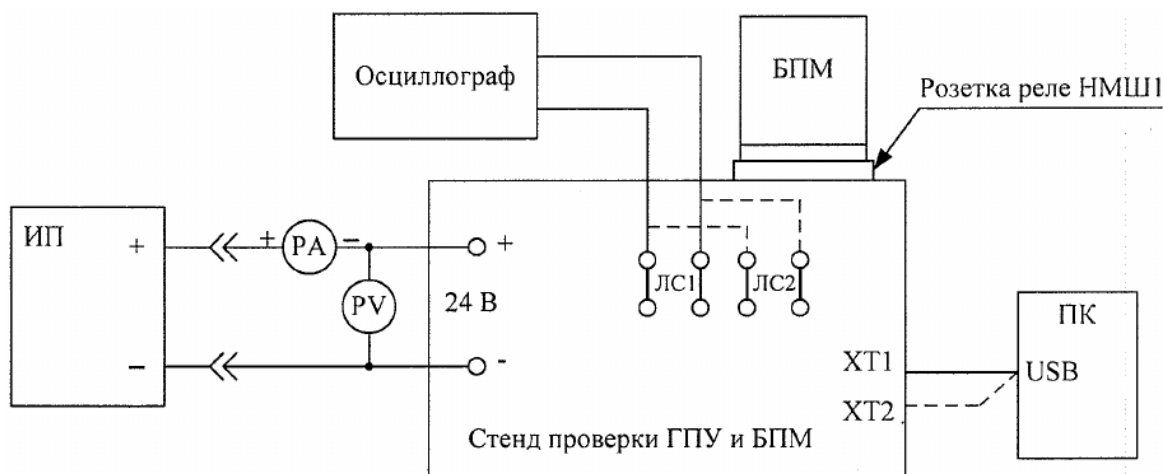 Осциллограф
БПМ
Розетка реле НМШ1
ИП
+
+
PA
−
+
PV
24 В
ЛС1
ЛС2
−
-
ПК
XT1
USB
XT2
Стенд проверки ГПУ и БПМ